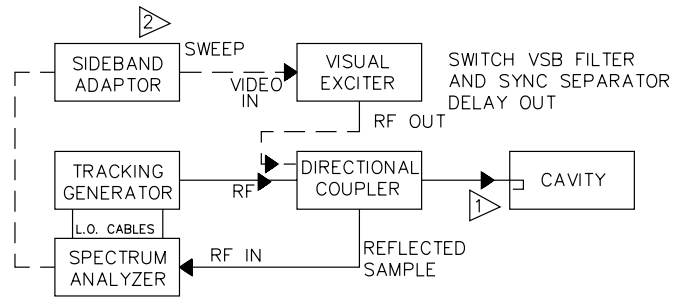 2
SIDEBAND
ADAPTOR
SWEEP
VIDEO
IN
VISUAL
EXCITER
SWITCH VSB FILTER
AND SYNC SEPARATOR
DELAY OUT
RF OUT
TRACKING
GENERATOR
RF
DIRECTIONAL
COUPLER
1
CAVITY
L.O. CABLES
SPECTRUM
ANALYZER
RF IN
REFLECTED
SAMPLE